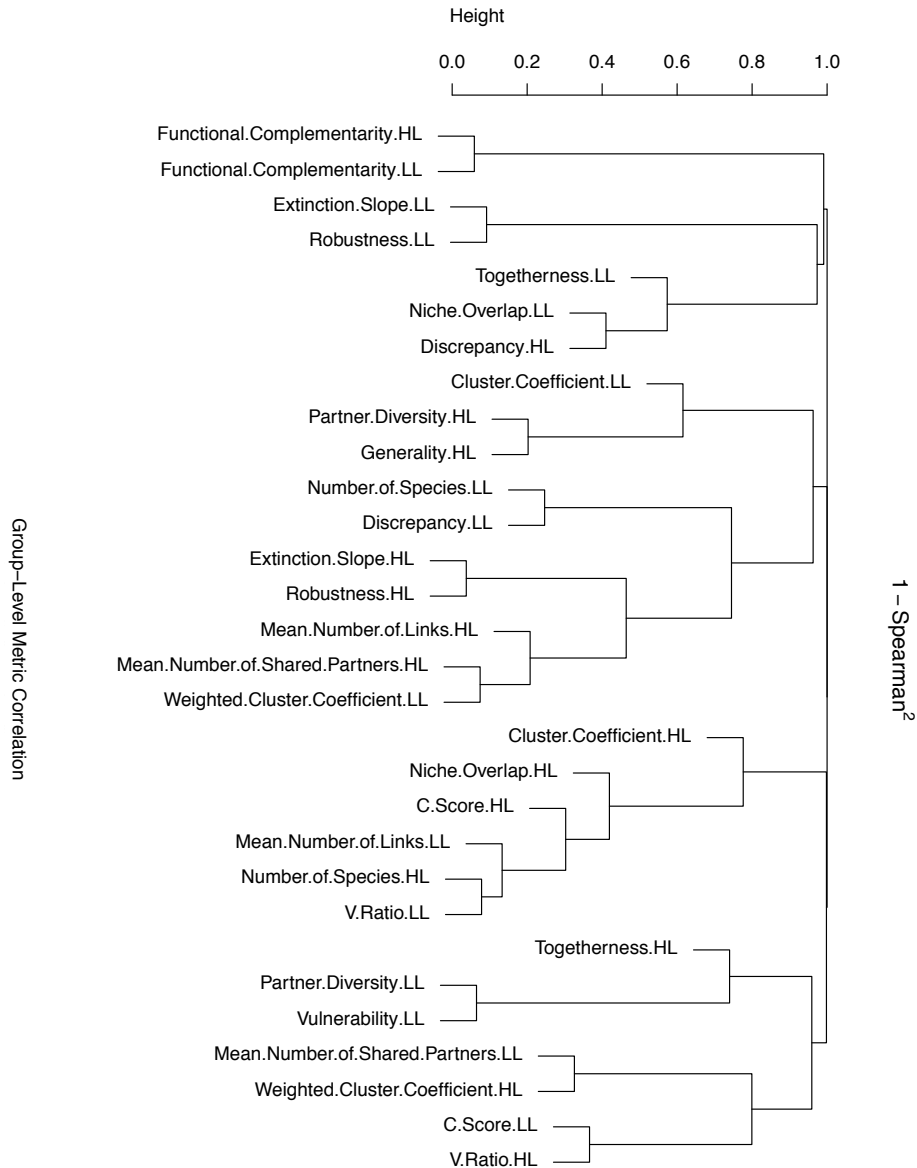 Height
0.0 0.2 0.4 0.6 0.8 1.0
Functional.Complementarity.HL
Functional.Complementarity.LL
Extinction.Slope.LL
Robustness.LL
Togetherness.LL
Niche.Overlap.LL
Discrepancy.HL
Cluster.Coefficient.LL
Partner.Diversity.HL
Generality.HL
Number.of.Species.LL
Discrepancy.LL
Extinction.Slope.HL
Robustness.HL
Mean.Number.of.Links.HL
Mean.Number.of.Shared.Partners.HL
Weighted.Cluster.Coefficient.LL
Cluster.Coefficient.HL
Niche.Overlap.HL
C.Score.HL
Mean.Number.of.Links.LL
Number.of.Species.HL
V.Ratio.LL
Togetherness.HL
Partner.Diversity.LL
Vulnerability.LL
Mean.Number.of.Shared.Partners.LL
Weighted.Cluster.Coefficient.HL
C.Score.LL
V.Ratio.HL
Group−Level Metric Correlation
1 − Spearman²